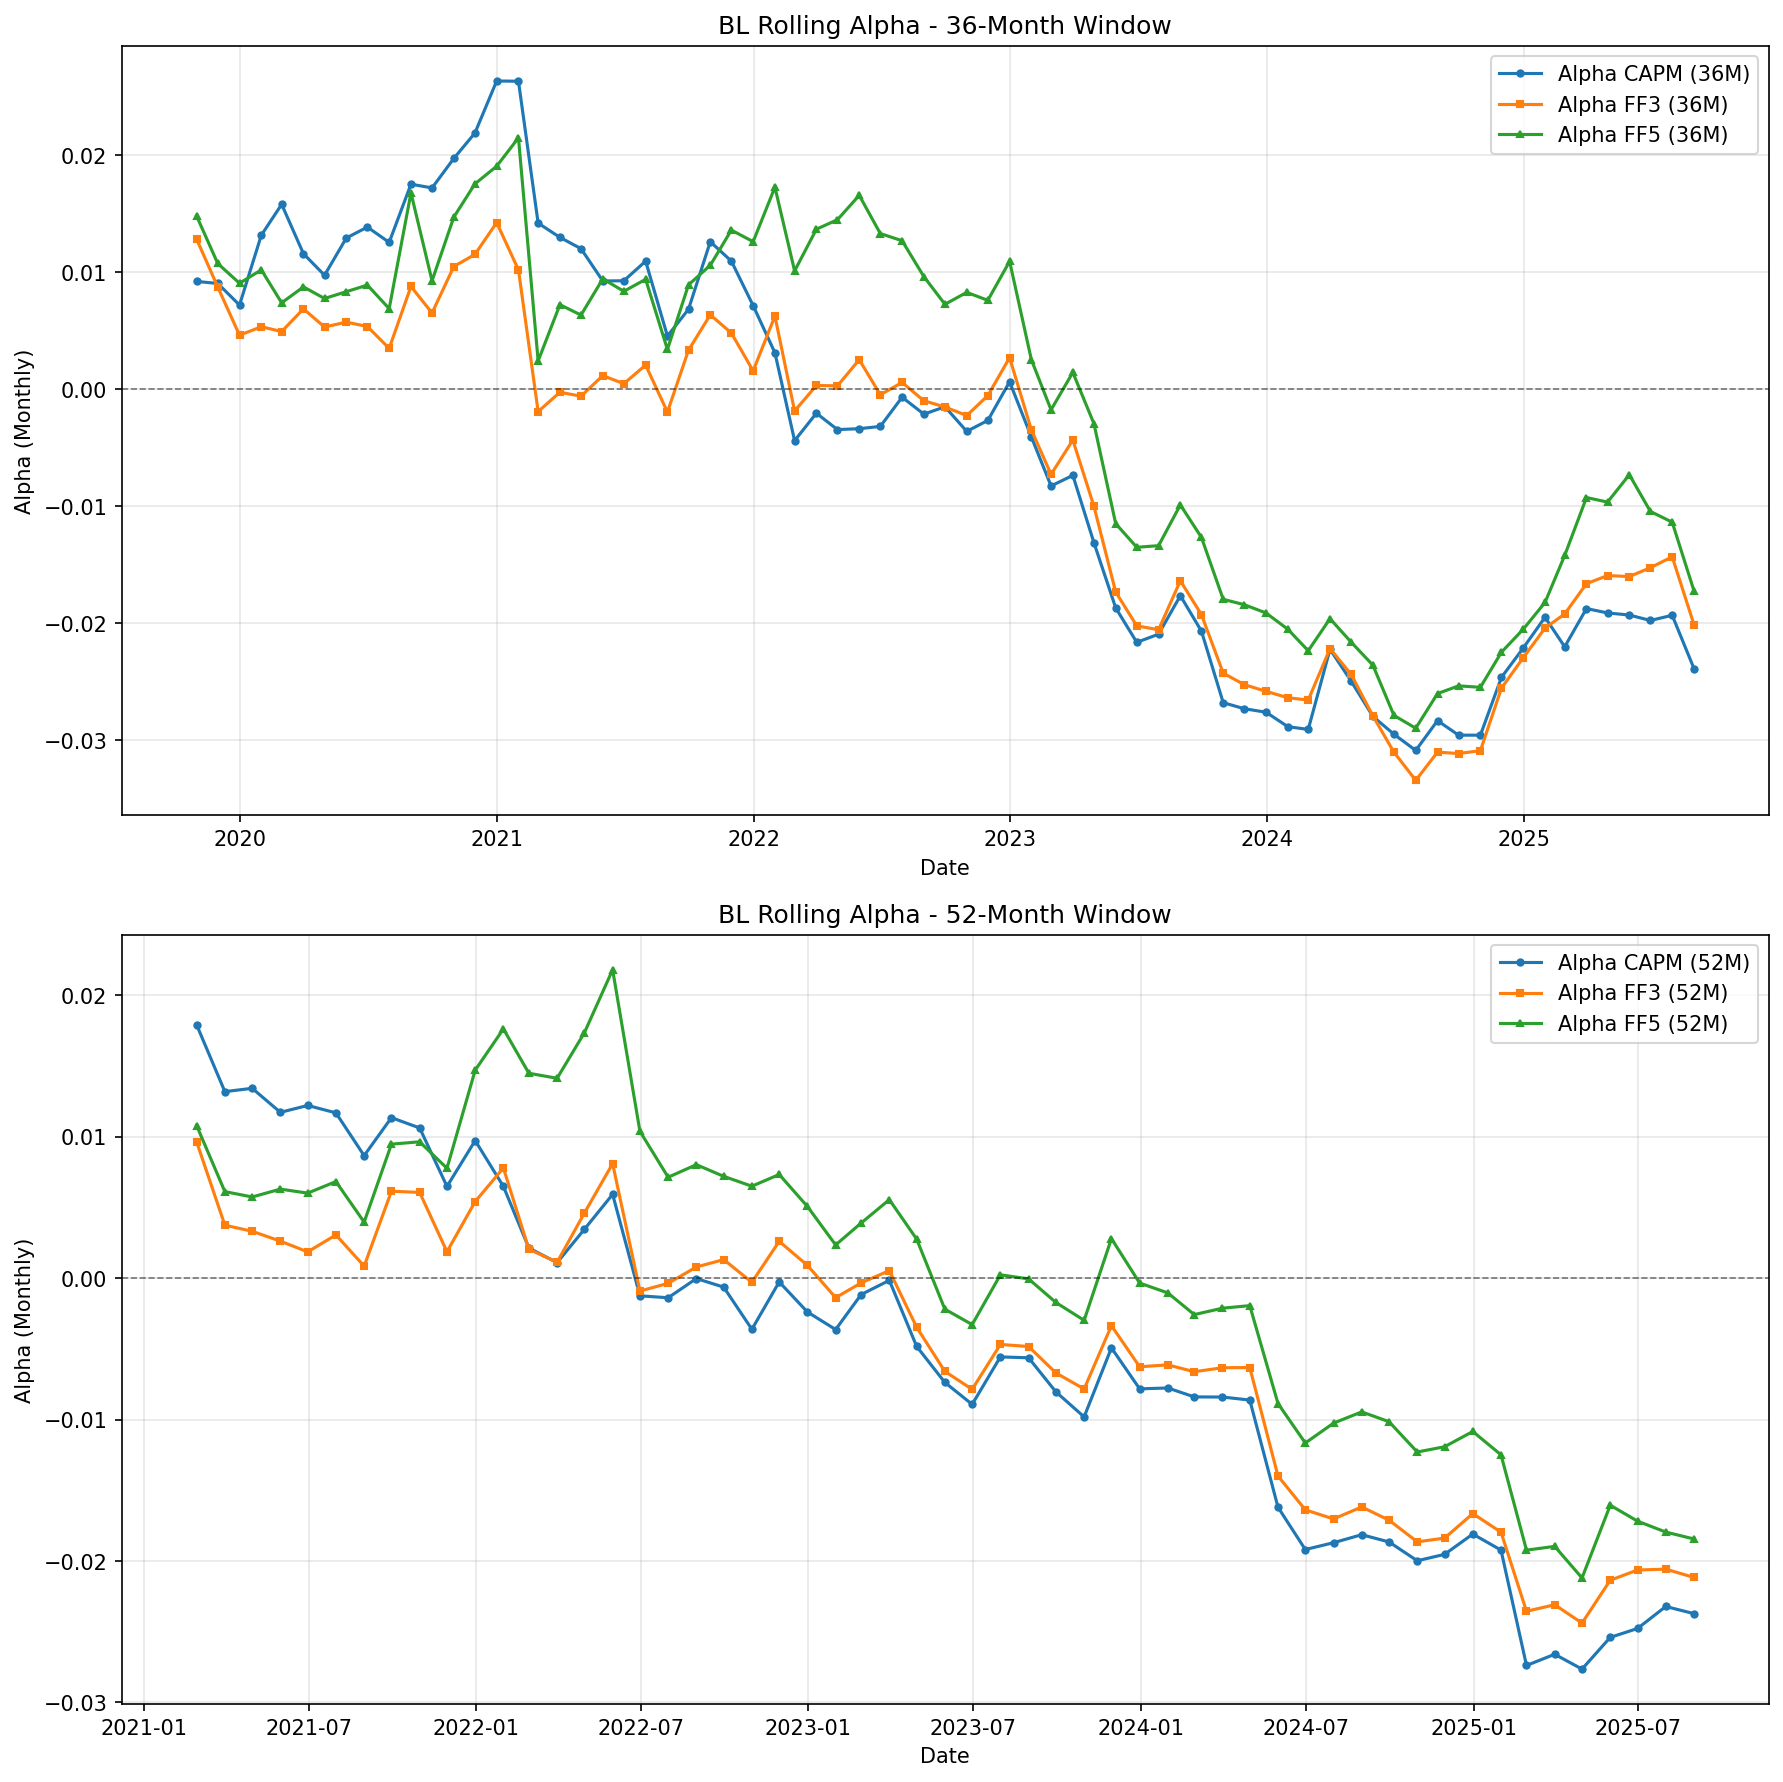 BL Rolling Alpha - 36-Month Window
Alpha CAPM (36M)
Alpha FF3 (36M)
Alpha FF5 (36M)
Alpha (Monthly)
0.02
0.01
0.00
−0.01
−0.02
−0.03
2020 2021 2022 2023 2024 2025
Date
BL Rolling Alpha - 52-Month Window
Alpha CAPM (52M)
Alpha FF3 (52M)
Alpha FF5 (52M)
Alpha (Monthly)
0.02
0.01
0.00
−0.01
−0.02
−0.03
2021-01 2021-07 2022-01 2022-07 2023-01 2023-07 2024-01 2024-07 2025-01 2025-07
Date